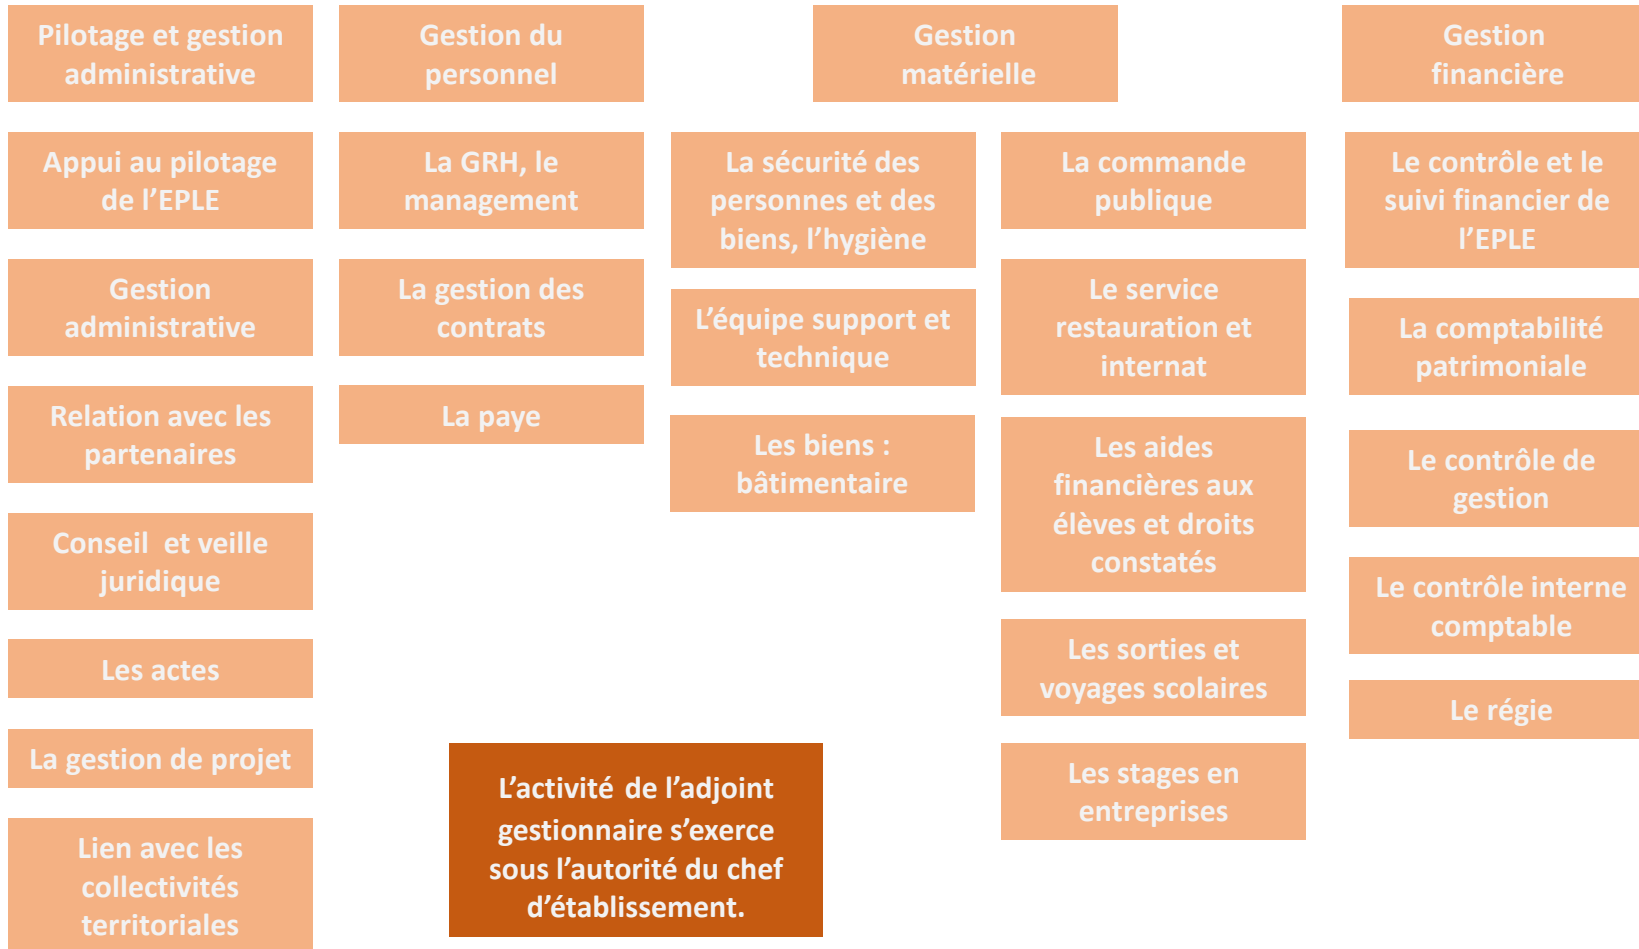 Pilotage et gestion
administrative
Gestion du
personnel
Gestion
matérielle
Gestion
financière
Appui au pilotage
de l’EPLE
Gestion
administrative
Relation avec les
partenaires
Conseil  et veille
juridique
Les actes
La gestion de projet
Lien avec les
collectivités
territoriales
La GRH, le
management
La gestion des
contrats
La paye
La sécurité des
personnes et des
biens, l’hygiène
L’équipe support et
technique
Les biens :
bâtimentaire
La commande
publique
Le service
restauration et
internat
Les aides
financières aux
élèves et droits
constatés
Les sorties et
voyages scolaires
Les stages en
entreprises
Le contrôle et le
suivi financier de
l’EPLE
La comptabilité
patrimoniale
Le contrôle de
gestion
Le contrôle interne
comptable
Le régie
L’activité de l’adjoint
gestionnaire s’exerce
sous l’autorité du chef
d’établissement.